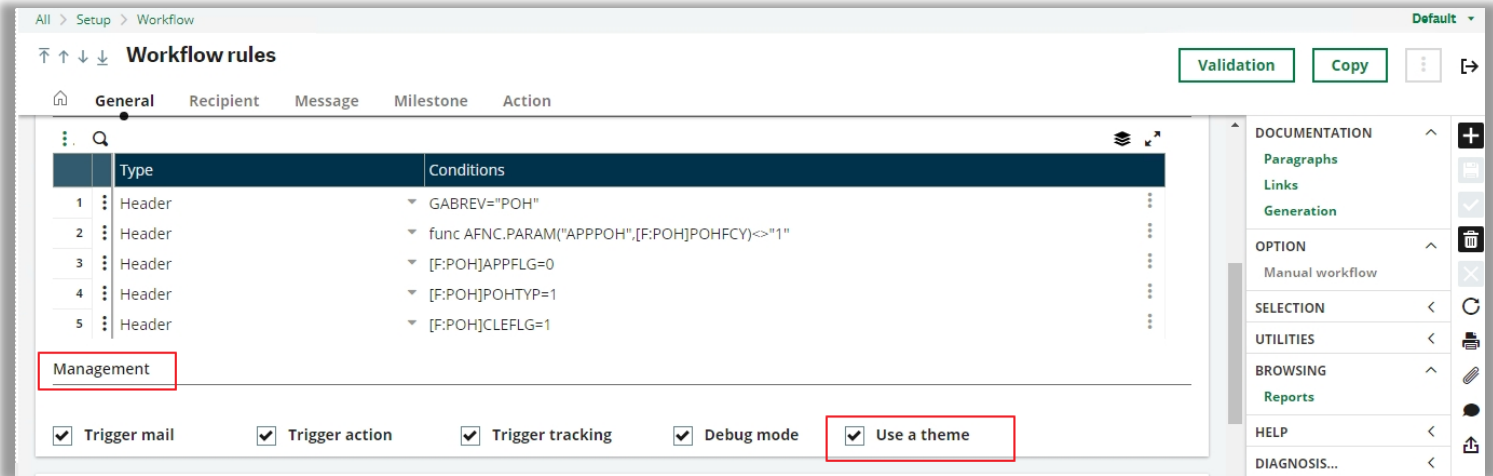 All > Setup > Workflow
Default
Workflow rules
Validation
Copy
General Recipient Message Milestone Action
Type Conditions
1 Header GABREV="POH"
2 Header func AFNC.PARAM("APPPOH",[F:POH]POHFCY)<>"1"
3 Header [F:POH]APPFLG=0
4 Header [F:POH]POHTYP=1
5 Header [F:POH]CLEFLG=1
Management
Trigger mail Trigger action Trigger tracking Debug mode Use a theme
DOCUMENTATION
Paragraphs
Links
Generation
OPTION
Manual workflow
SELECTION
UTILITIES
BROWSING
Reports
HELP
DIAGNOSIS...